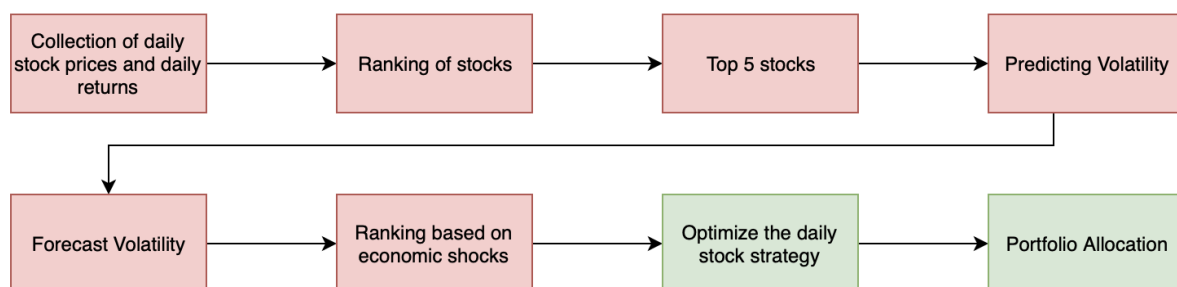 Collection of daily
stock prices and daily
returns
Ranking of stocks
Top 5 stocks
Predicting Volatility
Forecast Volatility
Ranking based on
economic shocks
Optimize the daily
stock strategy
Portfolio Allocation